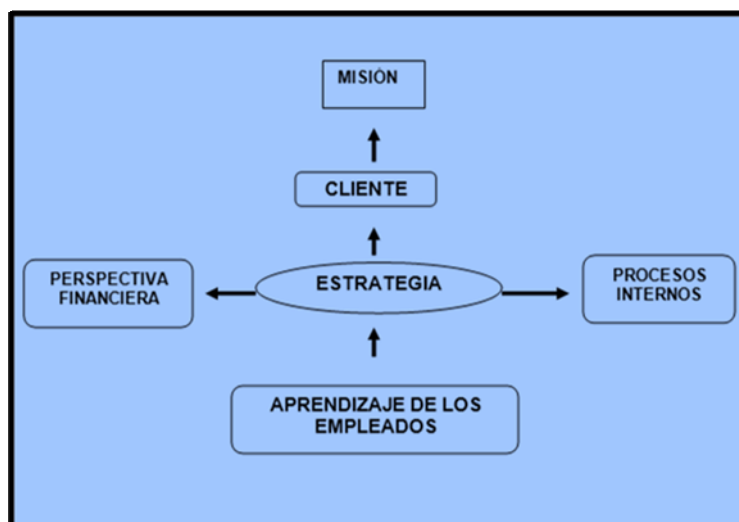 MISIÓN
CLIENTE
PERSPECTIVA
FINANCIERA
ESTRATEGIA
PROCESOS
INTERNOS
APRENDIZAJE DE LOS
EMPLEADOS